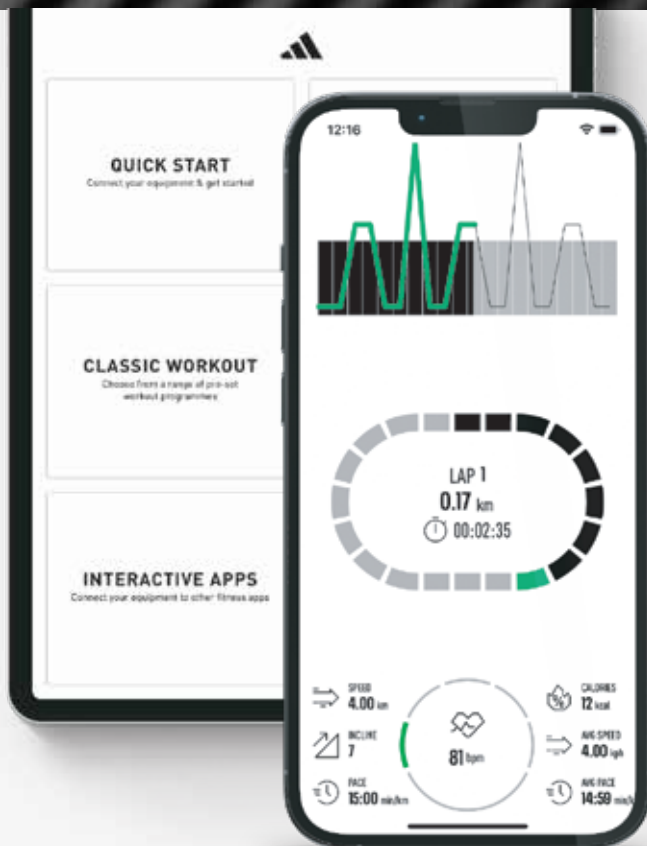 QUICK START
Connect your equipment & get started
CLASSIC WORKOUT
Choose from a range of pre-set
workout programmes
INTERACTIVE APPS
Connect your equipment to other fitness apps
12:16
LAP 1
0.17 km
00:02:35
SPEED
4.00 km
INCLINE
7
PACE
15:00 min/km
81 bpm
CALORIES
12 kcal
AVG SPEED
4.00 kph
AVG PACE
14:59